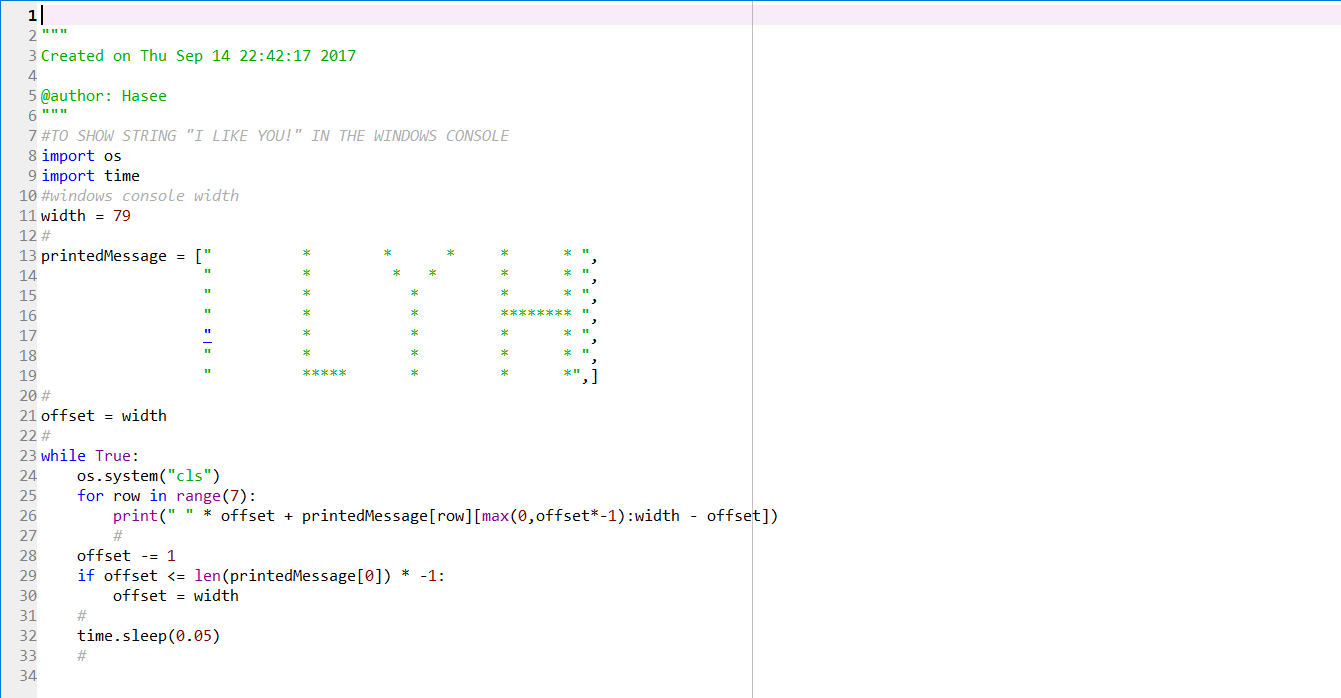 1
2 """
3 Created on Thu Sep 14 22:42:17 2017
4
5 @author: Hasee
6 """
7 #TO SHOW STRING "I LIKE YOU!" IN THE WINDOWS CONSOLE
8 import os
9 import time
10 #windows console width
11 width = 79
12 #
13 printedMessage = ["          *        *      *     *      * ",
14                   "          *         *   *       *      * ",
15                   "          *           *         *      * ",
16                   "          *           *         ******** ",
17                   "          *           *         *      * ",
18                   "          *           *         *      * ",
19                   "          *****       *         *      *",]
20 #
21 offset = width
22 #
23 while True:
24     os.system("cls")
25     for row in range(7):
26         print(" " * offset + printedMessage[row][max(0,offset*-1):width - offset])
27         #
28     offset -= 1
29     if offset <= len(printedMessage[0]) * -1:
30         offset = width
31     #
32     time.sleep(0.05)
33     #
34